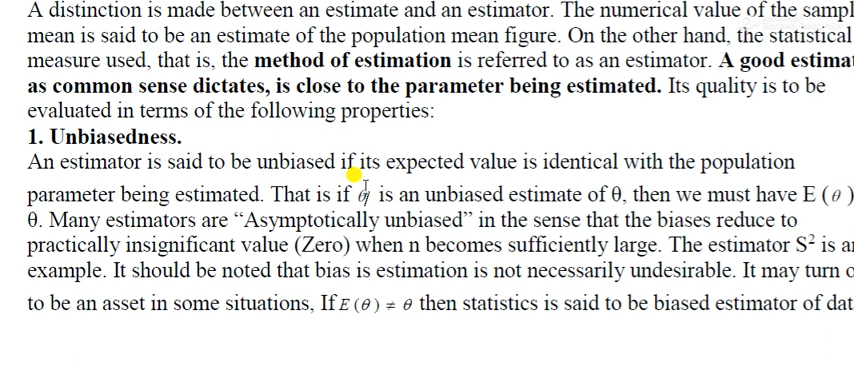 A distinction is made between an estimate and an estimator. The numerical value of the sampl
mean is said to be an estimate of the population mean figure. On the other hand, the statistical
measure used, that is, the method of estimation is referred to as an estimator. A good estimat
as common sense dictates, is close to the parameter being estimated. Its quality is to be
evaluated in terms of the following properties:
1. Unbiasedness.
An estimator is said to be unbiased if its expected value is identical with the population
parameter being estimated. That is if is an unbiased estimate of θ, then we must have E (θ)
θ. Many estimators are “Asymptotically unbiased” in the sense that the biases reduce to
practically insignificant value (Zero) when n becomes sufficiently large. The estimator S² is a
example. It should be noted that bias is estimation is not necessarily undesirable. It may turn o
to be an asset in some situations, If E (θ) ≠ θ then statistics is said to be biased estimator of dat